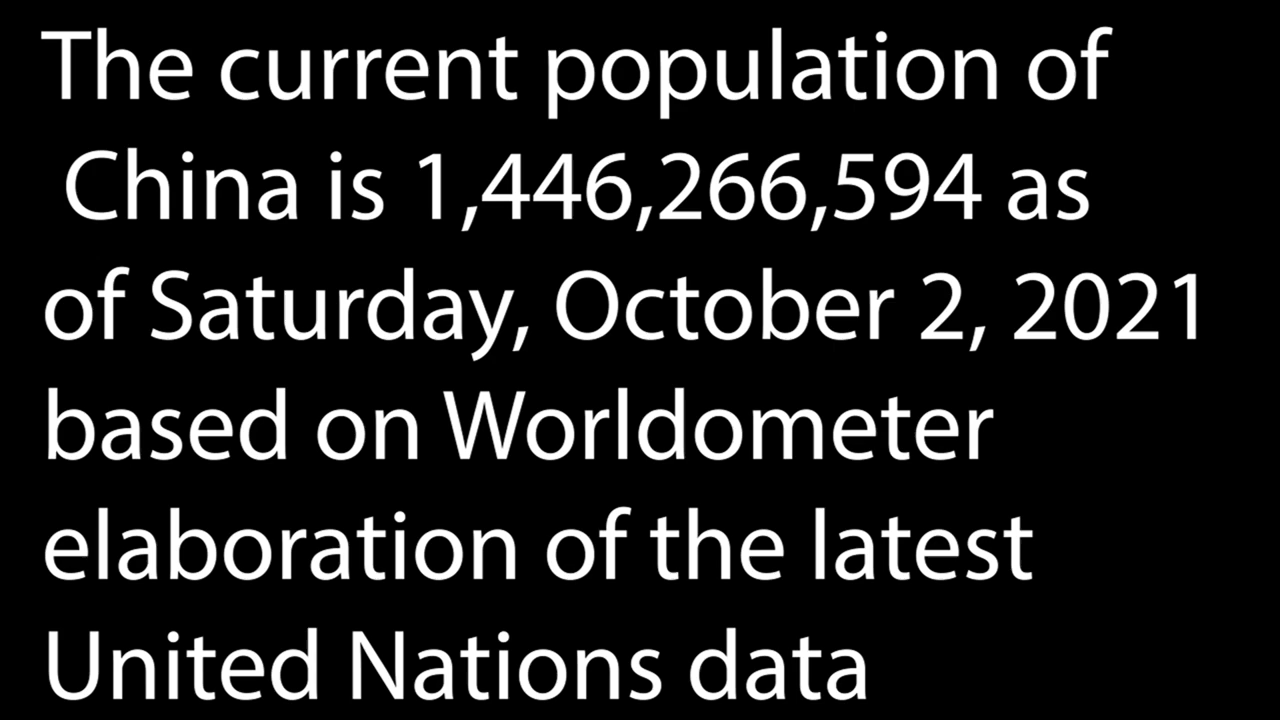 The current population of
China is 1,446,266,594 as
of Saturday, October 2, 2021
based on Worldometer
elaboration of the latest
United Nations data